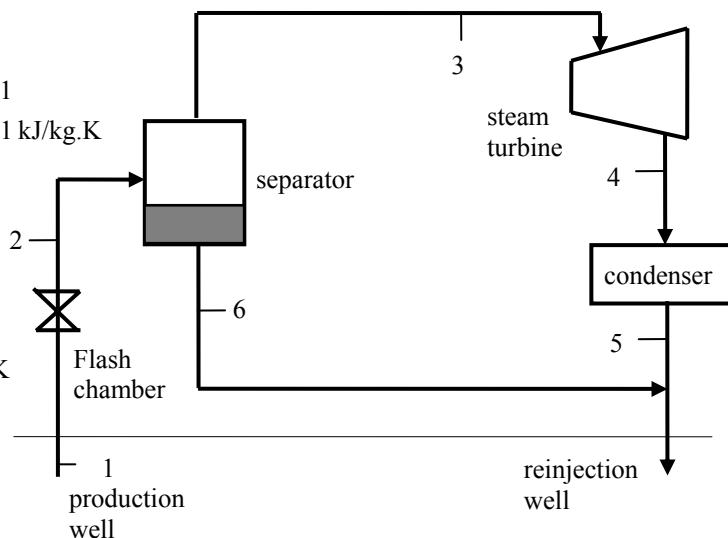 3
1
1 kJ/kg.K
steam
turbine
separator
4
2
condenser
6
5
K
Flash
chamber
1
production
well
reinjection
well